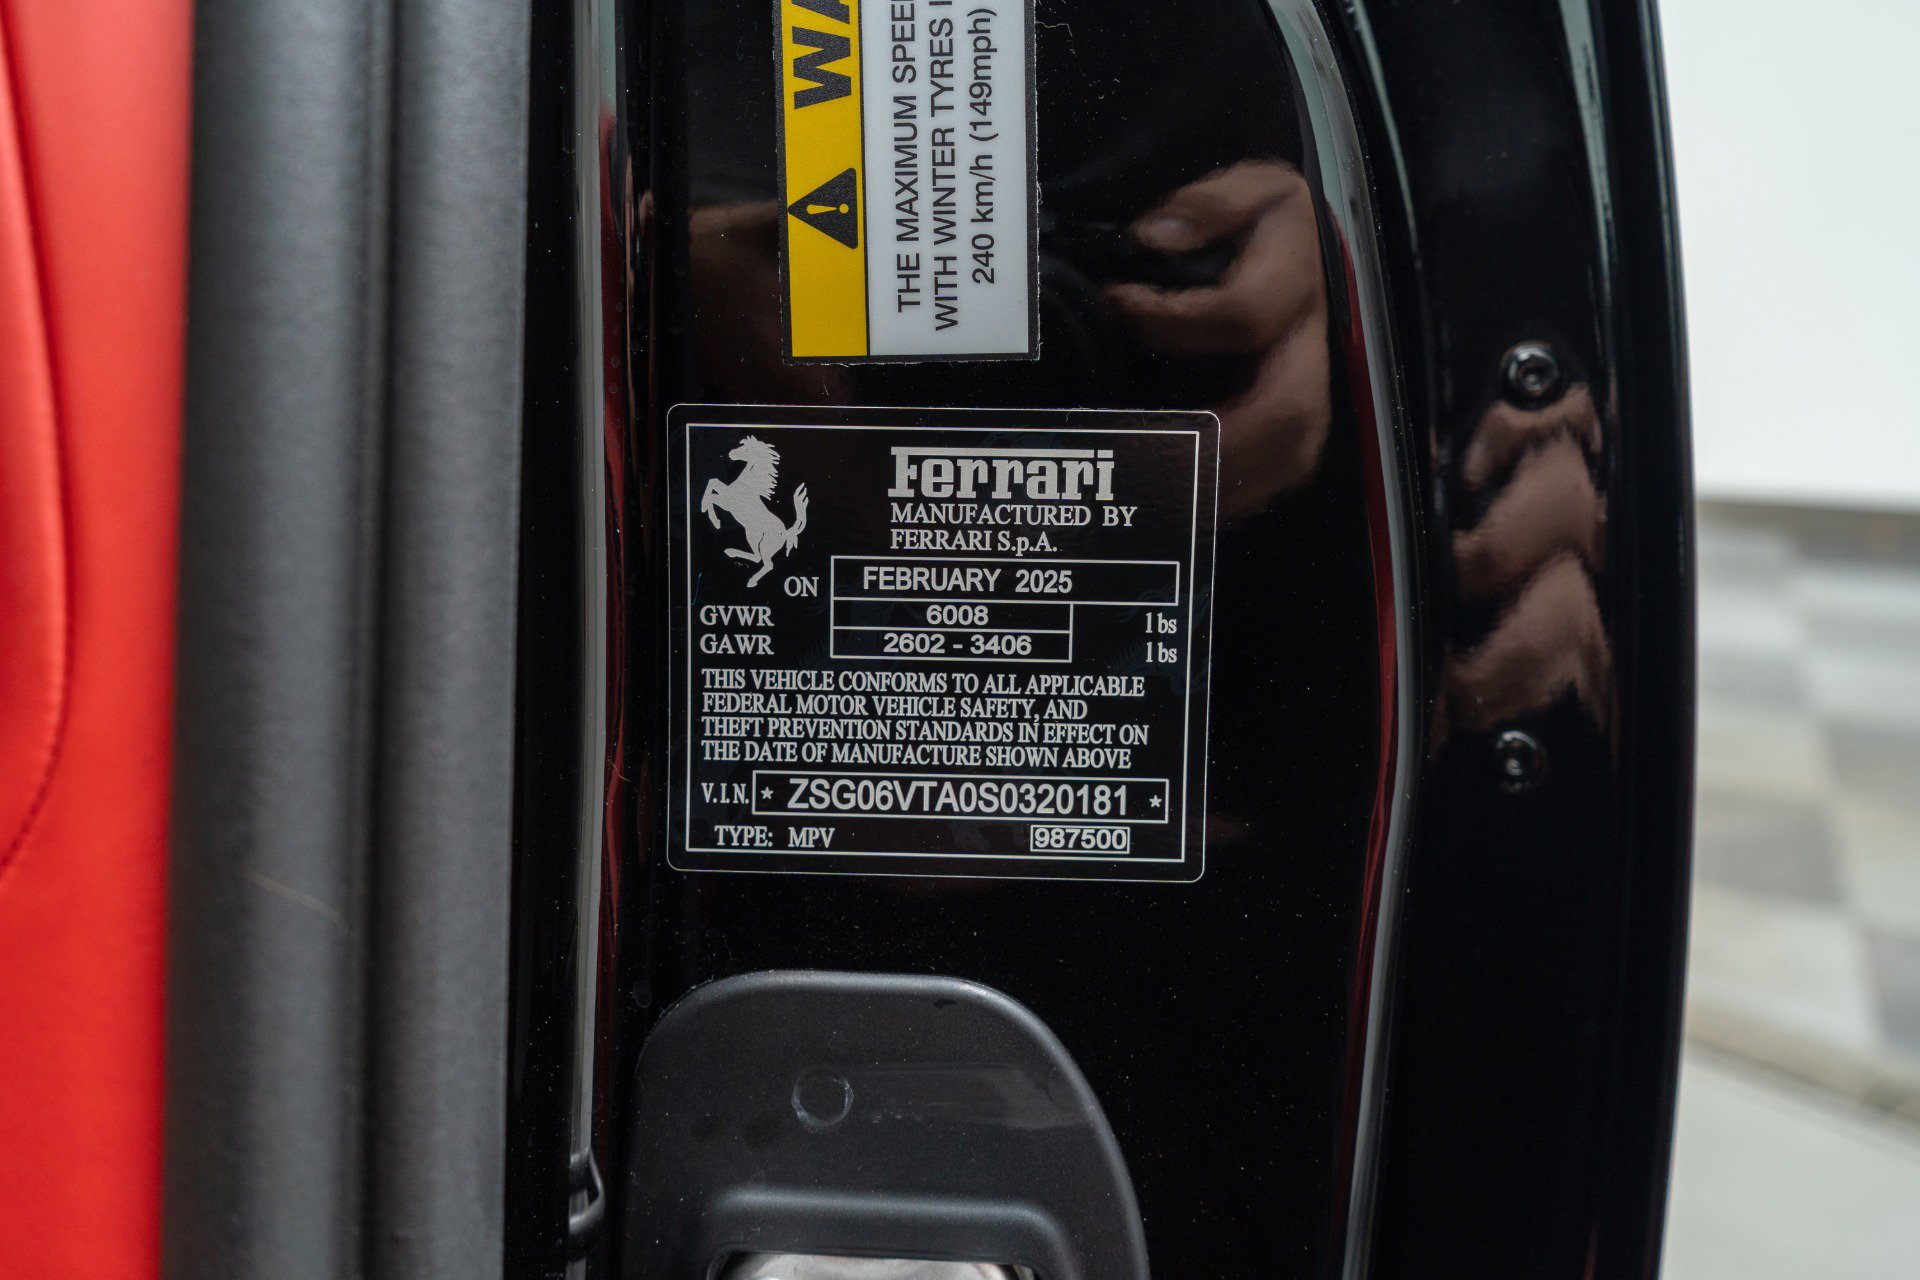 WA
THE MAXIMUM SPEED
WITH WINTER TYRES
240 km/h (149mph)
Ferrari
MANUFACTURED BY
FERRARI S.p.A.
ON FEBRUARY 2025
GVWR 6008 lbs
GAWR 2602 - 3406 lbs
THIS VEHICLE CONFORMS TO ALL APPLICABLE
FEDERAL MOTOR VEHICLE SAFETY, AND
THEFT PREVENTION STANDARDS IN EFFECT ON
THE DATE OF MANUFACTURE SHOWN ABOVE
V.I.N. * ZSG06VTA0S0320181 *
TYPE: MPV 987500